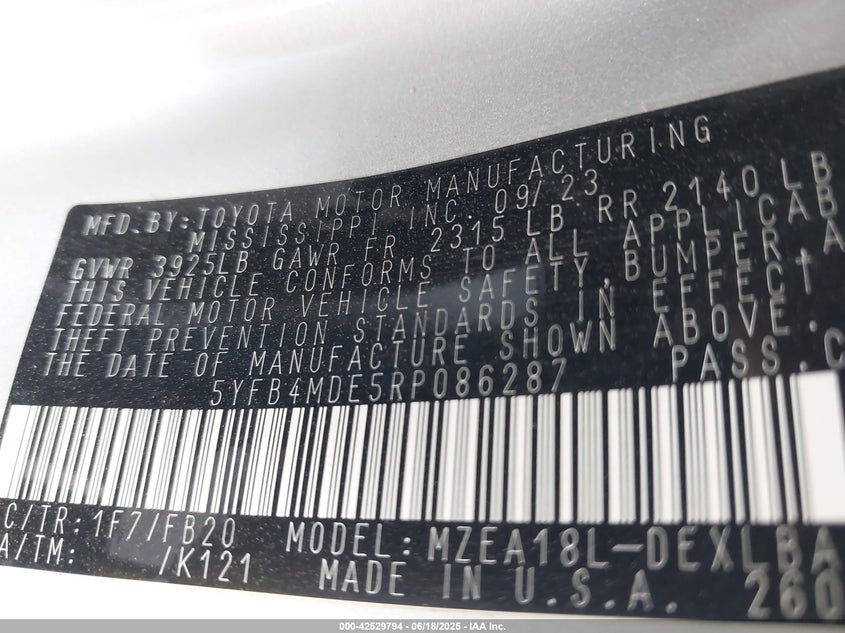 MFD.BY: TOYOTA MOTOR MANUFACTURING
MISSISSIPPI INC. 09/23
GVWR 3925LB GAWR FR 2315 LB RR 2140 LB
THIS VEHICLE CONFORMS TO ALL APPLICAB
FEDERAL MOTOR VEHICLE SAFETY, BUMPER, A
THEFT PREVENTION STANDARDS IN EFFECT
THE DATE OF MANUFACTURE SHOWN ABOVE.
5YFB4MDE5RP086287 PASS.C
C/TR: 1F7/FB20 MODEL: MZEA18L-DEXLBA
A/TM: /K121 MADE IN U.S.A. 260
000-42529794 - 06/18/2025 - IAA Inc.